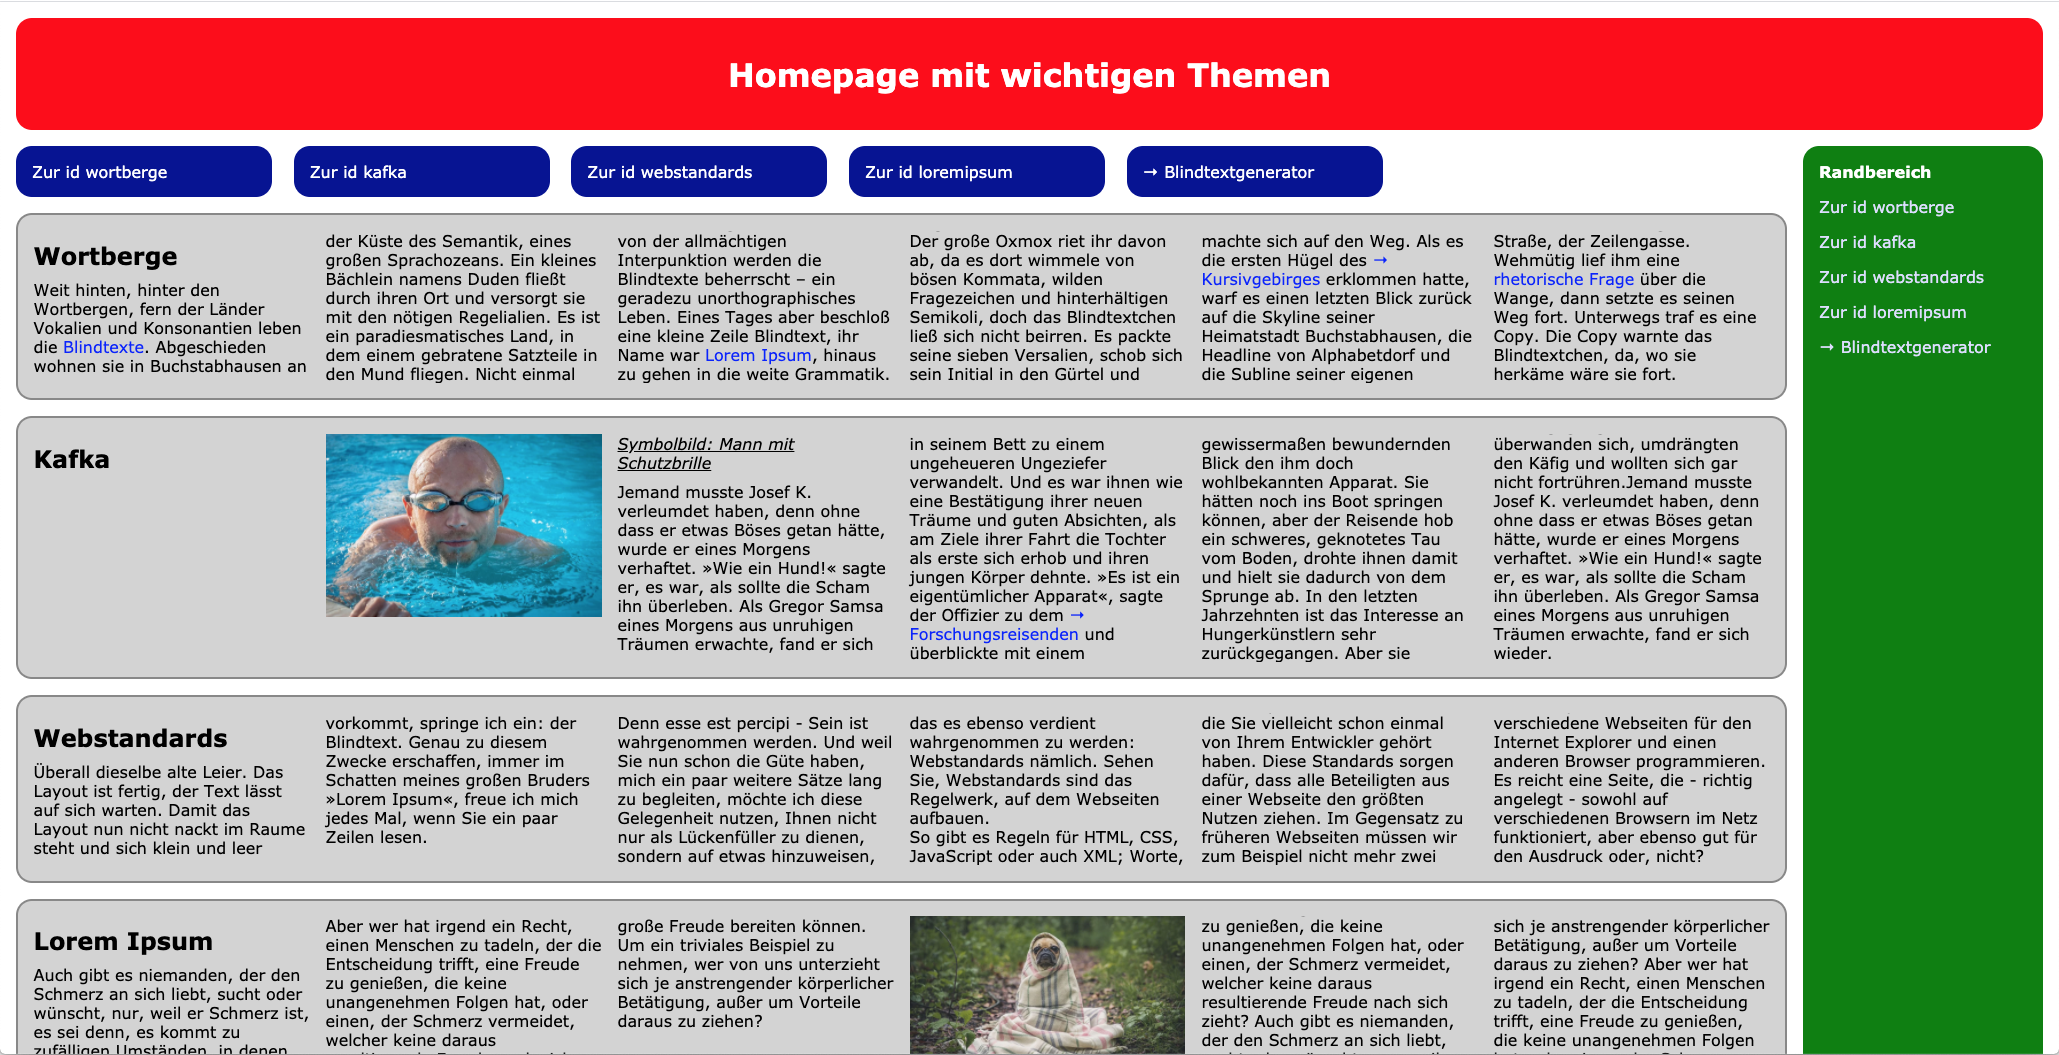 Homepage mit wichtigen Themen
Zur id wortberge
Zur id kafka
Zur id webstandards
Zur id loremipsum
→ Blindtextgenerator
Wortberge
Weit hinten, hinter den
Wortbergen, fern der Länder
Vokalien und Konsonantien leben
die Blindtexte. Abgeschieden
wohnen sie in Buchstabhausen an
der Küste des Semantik, eines
großen Sprachozeans. Ein kleines
Bächlein namens Duden fließt
durch ihren Ort und versorgt sie
mit den nötigen Regelialien. Es ist
ein paradiesmatisches Land, in
dem einem gebratene Satzteile in
den Mund fliegen. Nicht einmal
von der allmächtigen
Interpunktion werden die
Blindtexte beherrscht – ein
geradezu unorthographisches
Leben. Eines Tages aber beschloß
eine kleine Zeile Blindtext, ihr
Name war Lorem Ipsum, hinaus
zu gehen in die weite Grammatik.
Der große Oxmox riet ihr davon
ab, da es dort wimmele von
bösen Kommata, wilden
Fragezeichen und hinterhältigen
Semikoli, doch das Blindtextchen
ließ sich nicht beirren. Es packte
seine sieben Versalien, schob sich
sein Initial in den Gürtel und
machte sich auf den Weg. Als es
die ersten Hügel des →
Kursivgebirges erklommen hatte,
warf es einen letzten Blick zurück
auf die Skyline seiner
Heimatstadt Buchstabhausen, die
Headline von Alphabetdorf und
die Subline seiner eigenen
Straße, der Zeilengasse.
Wehmütig lief ihm eine
rhetorische Frage über die
Wange, dann setzte es seinen
Weg fort. Unterwegs traf es eine
Copy. Die Copy warnte das
Blindtextchen, da, wo sie
herkäme wäre sie fort.
Kafka
Symbolbild: Mann mit
Schutzbrille
Jemand musste Josef K.
verleumdet haben, denn ohne
dass er etwas Böses getan hätte,
wurde er eines Morgens
verhaftet. »Wie ein Hund!« sagte
er, es war, als sollte die Scham
ihn überleben. Als Gregor Samsa
eines Morgens aus unruhigen
Träumen erwachte, fand er sich
in seinem Bett zu einem
ungeheueren Ungeziefer
verwandelt. Und es war ihnen wie
eine Bestätigung ihrer neuen
Träume und guten Absichten, als
am Ziele ihrer Fahrt die Tochter
als erste sich erhob und ihren
jungen Körper dehnte. »Es ist ein
eigentümlicher Apparat«, sagte
der Offizier zu dem →
Forschungsreisenden und
überblickte mit einem
gewissermaßen bewundernden
Blick den ihm doch
wohlbekannten Apparat. Sie
hätten noch ins Boot springen
können, aber der Reisende hob
ein schweres, geknotetes Tau
vom Boden, drohte ihnen damit
und hielt sie dadurch von dem
Sprunge ab. In den letzten
Jahrzehnten ist das Interesse an
Hungerkünstlern sehr
zurückgegangen. Aber sie
überwanden sich, umdrängten
den Käfig und wollten sich gar
nicht fortrühren.Jemand musste
Josef K. verleumdet haben, denn
ohne dass er etwas Böses getan
hätte, wurde er eines Morgens
verhaftet. »Wie ein Hund!« sagte
er, es war, als sollte die Scham
ihn überleben. Als Gregor Samsa
eines Morgens aus unruhigen
Träumen erwachte, fand er sich
wieder.
Webstandards
Überall dieselbe alte Leier. Das
Layout ist fertig, der Text lässt
auf sich warten. Damit das
Layout nun nicht nackt im Raume
steht und sich klein und leer
vorkommt, springe ich ein: der
Blindtext. Genau zu diesem
Zwecke erschaffen, immer im
Schatten meines großen Bruders
»Lorem Ipsum«, freue ich mich
jedes Mal, wenn Sie ein paar
Zeilen lesen.
Denn esse est percipi - Sein ist
wahrgenommen werden. Und weil
Sie nun schon die Güte haben,
mich ein paar weitere Sätze lang
zu begleiten, möchte ich diese
Gelegenheit nutzen, Ihnen nicht
nur als Lückenfüller zu dienen,
sondern auf etwas hinzuweisen,
das es ebenso verdient
wahrgenommen zu werden:
Webstandards nämlich. Sehen
Sie, Webstandards sind das
Regelwerk, auf dem Webseiten
aufbauen.
So gibt es Regeln für HTML, CSS,
JavaScript oder auch XML; Worte,
die Sie vielleicht schon einmal
von Ihrem Entwickler gehört
haben. Diese Standards sorgen
dafür, dass alle Beteiligten aus
einer Webseite den größten
Nutzen ziehen. Im Gegensatz zu
früheren Webseiten müssen wir
zum Beispiel nicht mehr zwei
verschiedene Webseiten für den
Internet Explorer und einen
anderen Browser programmieren.
Es reicht eine Seite, die - richtig
angelegt - sowohl auf
verschiedenen Browsern im Netz
funktioniert, aber ebenso gut für
den Ausdruck oder, nicht?
Lorem Ipsum
Auch gibt es niemanden, der den
Schmerz an sich liebt, sucht oder
wünscht, nur, weil er Schmerz ist,
es sei denn, es kommt zu
zufälligen Umständen, in denen
Aber wer hat irgend ein Recht,
einen Menschen zu tadeln, der die
Entscheidung trifft, eine Freude
zu genießen, die keine
unangenehmen Folgen hat, oder
einen, der Schmerz vermeidet,
welcher keine daraus
große Freude bereiten können.
Um ein triviales Beispiel zu
nehmen, wer von uns unterzieht
sich je anstrengender körperlicher
Betätigung, außer um Vorteile
daraus zu ziehen?
zu genießen, die keine
unangenehmen Folgen hat, oder
einen, der Schmerz vermeidet,
welcher keine daraus
resultierende Freude nach sich
zieht? Auch gibt es niemanden,
der den Schmerz an sich liebt,
sich je anstrengender körperlicher
Betätigung, außer um Vorteile
daraus zu ziehen? Aber wer hat
irgend ein Recht, einen Menschen
zu tadeln, der die Entscheidung
trifft, eine Freude zu genießen,
die keine unangenehmen Folgen
Randbereich
Zur id wortberge
Zur id kafka
Zur id webstandards
Zur id loremipsum
→ Blindtextgenerator